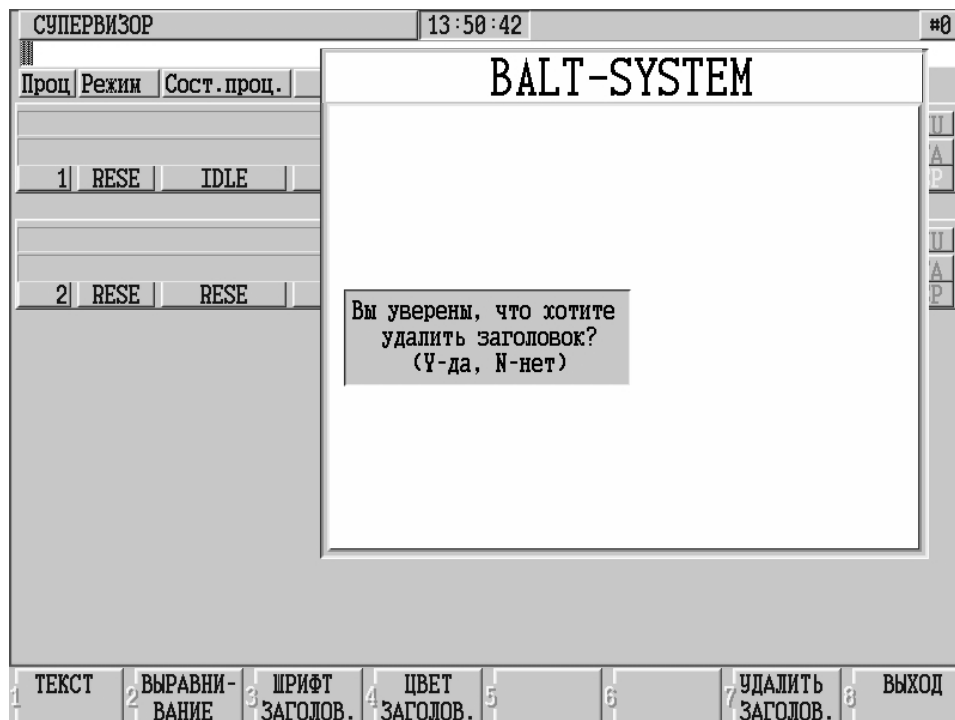 СУПЕРВИЗОР 13:50:42 #0
BALT-SYSTEM
Проц Режим Сост.проц.
U
1 RESE IDLE P
U
2 RESE RESE P
Вы уверены, что хотите
удалить заголовок?
(Y-да, N-нет)
1 ТЕКСТ 2 ВЫРАВНИ-
ВАНИЕ 3 ШРИФТ
ЗАГОЛОВ. 4 ЦВЕТ
ЗАГОЛОВ. 5 6 7 УДАЛИТЬ
ЗАГОЛОВ. 8 ВЫХОД